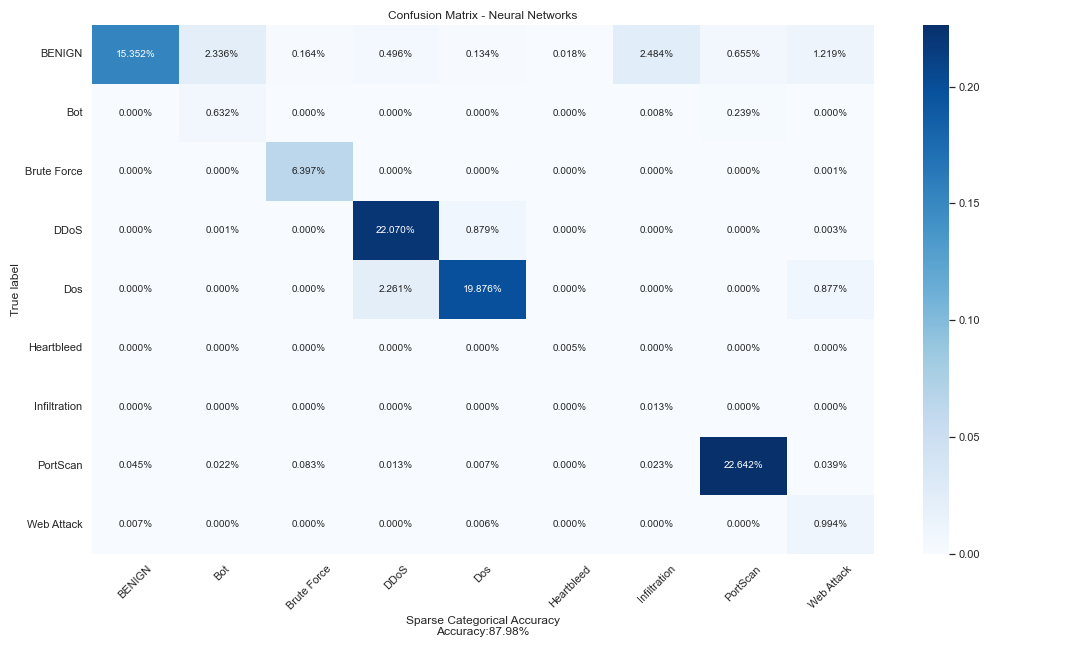 Confusion Matrix - Neural Networks
BENIGN 15.352% 2.336% 0.164% 0.496% 0.134% 0.018% 2.484% 0.655% 1.219%
Bot 0.000% 0.632% 0.000% 0.000% 0.000% 0.000% 0.008% 0.239% 0.000%
Brute Force 0.000% 0.000% 6.397% 0.000% 0.000% 0.000% 0.000% 0.000% 0.001%
DDoS 0.000% 0.001% 0.000% 22.070% 0.879% 0.000% 0.000% 0.000% 0.003%
Dos 0.000% 0.000% 0.000% 2.261% 19.876% 0.000% 0.000% 0.000% 0.877%
Heartbleed 0.000% 0.000% 0.000% 0.000% 0.000% 0.005% 0.000% 0.000% 0.000%
Infiltration 0.000% 0.000% 0.000% 0.000% 0.000% 0.000% 0.013% 0.000% 0.000%
PortScan 0.045% 0.022% 0.083% 0.013% 0.007% 0.000% 0.023% 22.642% 0.039%
Web Attack 0.007% 0.000% 0.000% 0.000% 0.006% 0.000% 0.000% 0.000% 0.994%
True label
BENIGN Bot Brute Force DDoS Dos Heartbleed Infiltration PortScan Web Attack
Sparse Categorical Accuracy
Accuracy:87.98%
0.20
0.15
0.10
0.05
0.00